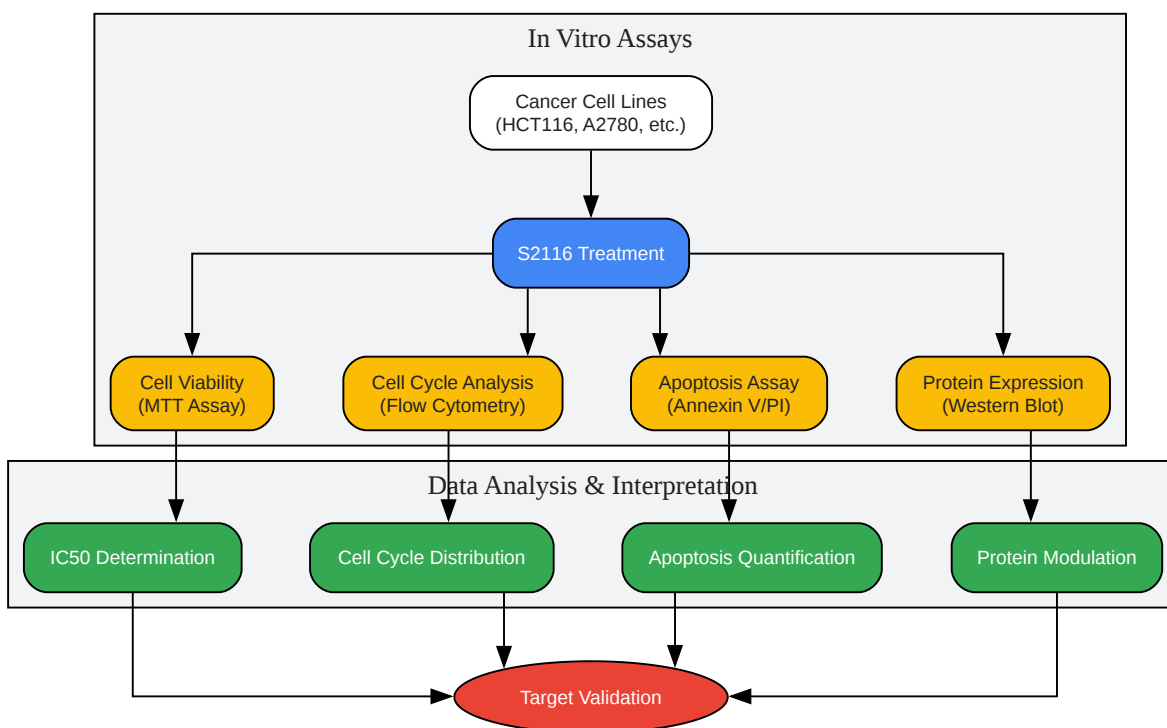 In Vitro Assays
Cancer Cell Lines
(HCT116, A2780, etc.)
S2116 Treatment
Cell Viability
(MTT Assay)
Cell Cycle Analysis
(Flow Cytometry)
Apoptosis Assay
(Annexin V/PI)
Protein Expression
(Western Blot)
Data Analysis & Interpretation
IC50 Determination
Cell Cycle Distribution
Apoptosis Quantification
Protein Modulation
Target Validation